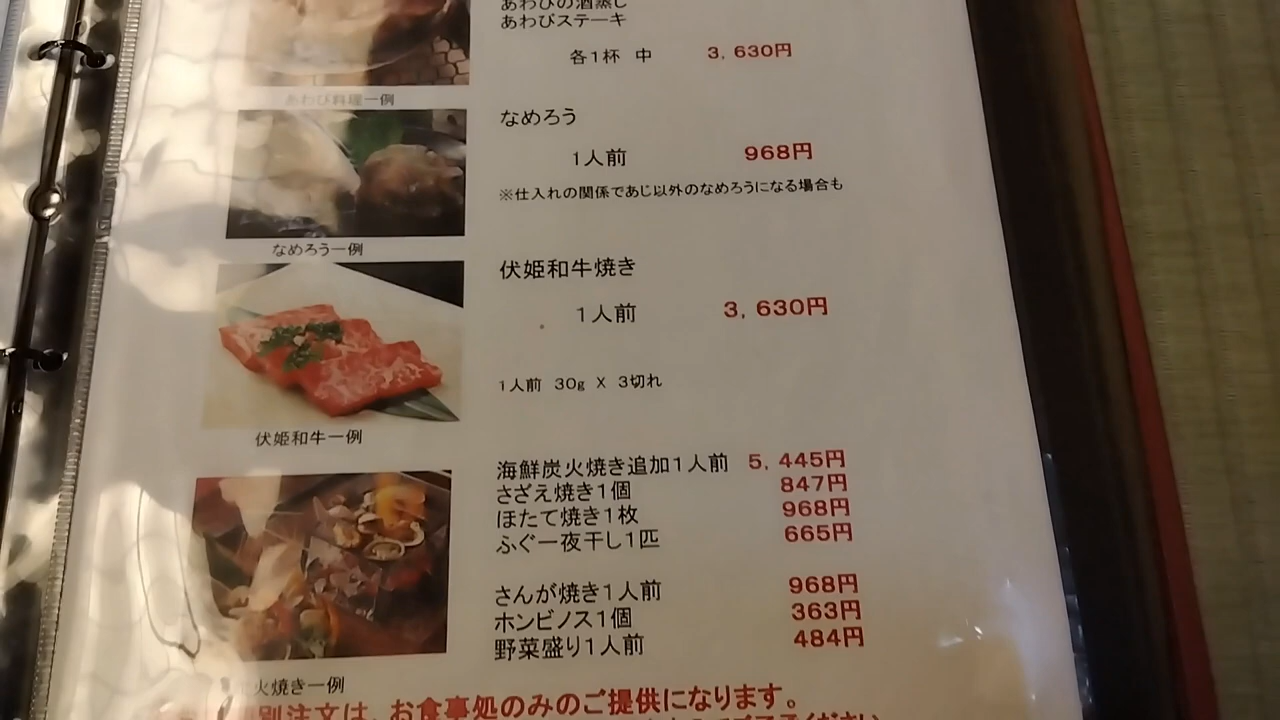 あわびの酒蒸し
あわびステーキ
各1杯 中 3,630円
あわび料理一例
なめろう
1人前 968円
※仕入れの関係であじ以外のなめろうになる場合も
なめろう一例
伏姫和牛焼き
1人前 3,630円
1人前 30g X 3切れ
伏姫和牛一例
海鮮炭火焼き追加1人前 5,445円
さざえ焼き1個 847円
ほたて焼き1枚 968円
ふぐ一夜干し1匹 665円
さんが焼き1人前 968円
ホンビノス1個 363円
野菜盛り1人前 484円
火焼き一例
別注文は、お食事処のみのご提供になります。